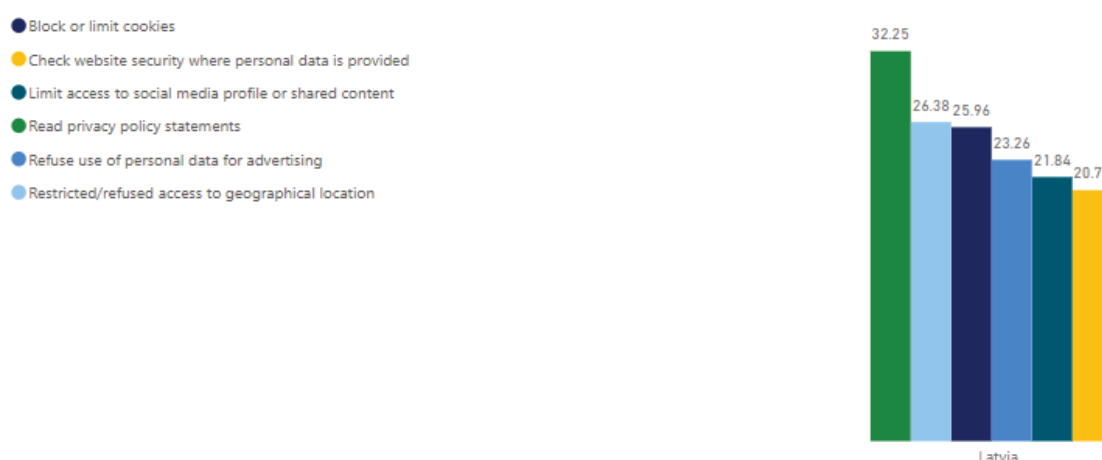 Block or limit cookies
Check website security where personal data is provided
Limit access to social media profile or shared content
Read privacy policy statements
Refuse use of personal data for advertising
Restricted/refused access to geographical location
32.25
26.38
25.96
23.26
21.84
20.7
Latvia